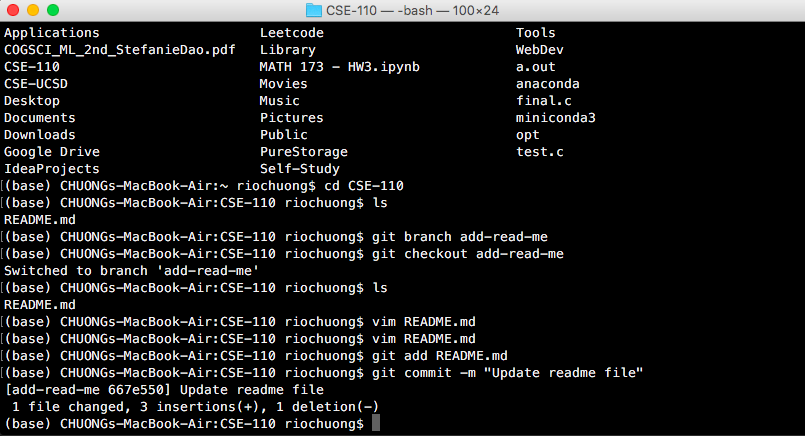 CSE-110 — -bash — 100×24
Applications Leetcode Tools
COGSCI_ML_2nd_StefanieDao.pdf Library WebDev
CSE-110 MATH 173 - HW3.ipynb a.out
CSE-UCSD Movies anaconda
Desktop Music final.c
Documents Pictures miniconda3
Downloads Public opt
Google Drive PureStorage test.c
IdeaProjects Self-Study
[(base) CHUONGs-MacBook-Air:~ riochuong$ cd CSE-110
[(base) CHUONGs-MacBook-Air:CSE-110 riochuong$ ls
README.md
[(base) CHUONGs-MacBook-Air:CSE-110 riochuong$ git branch add-read-me
[(base) CHUONGs-MacBook-Air:CSE-110 riochuong$ git checkout add-read-me
Switched to branch 'add-read-me'
[(base) CHUONGs-MacBook-Air:CSE-110 riochuong$ ls
README.md
[(base) CHUONGs-MacBook-Air:CSE-110 riochuong$ vim README.md
[(base) CHUONGs-MacBook-Air:CSE-110 riochuong$ vim README.md
[(base) CHUONGs-MacBook-Air:CSE-110 riochuong$ git add README.md
[(base) CHUONGs-MacBook-Air:CSE-110 riochuong$ git commit -m "Update readme file"
[add-read-me 667e550] Update readme file
1 file changed, 3 insertions(+), 1 deletion(-)
(base) CHUONGs-MacBook-Air:CSE-110 riochuong$